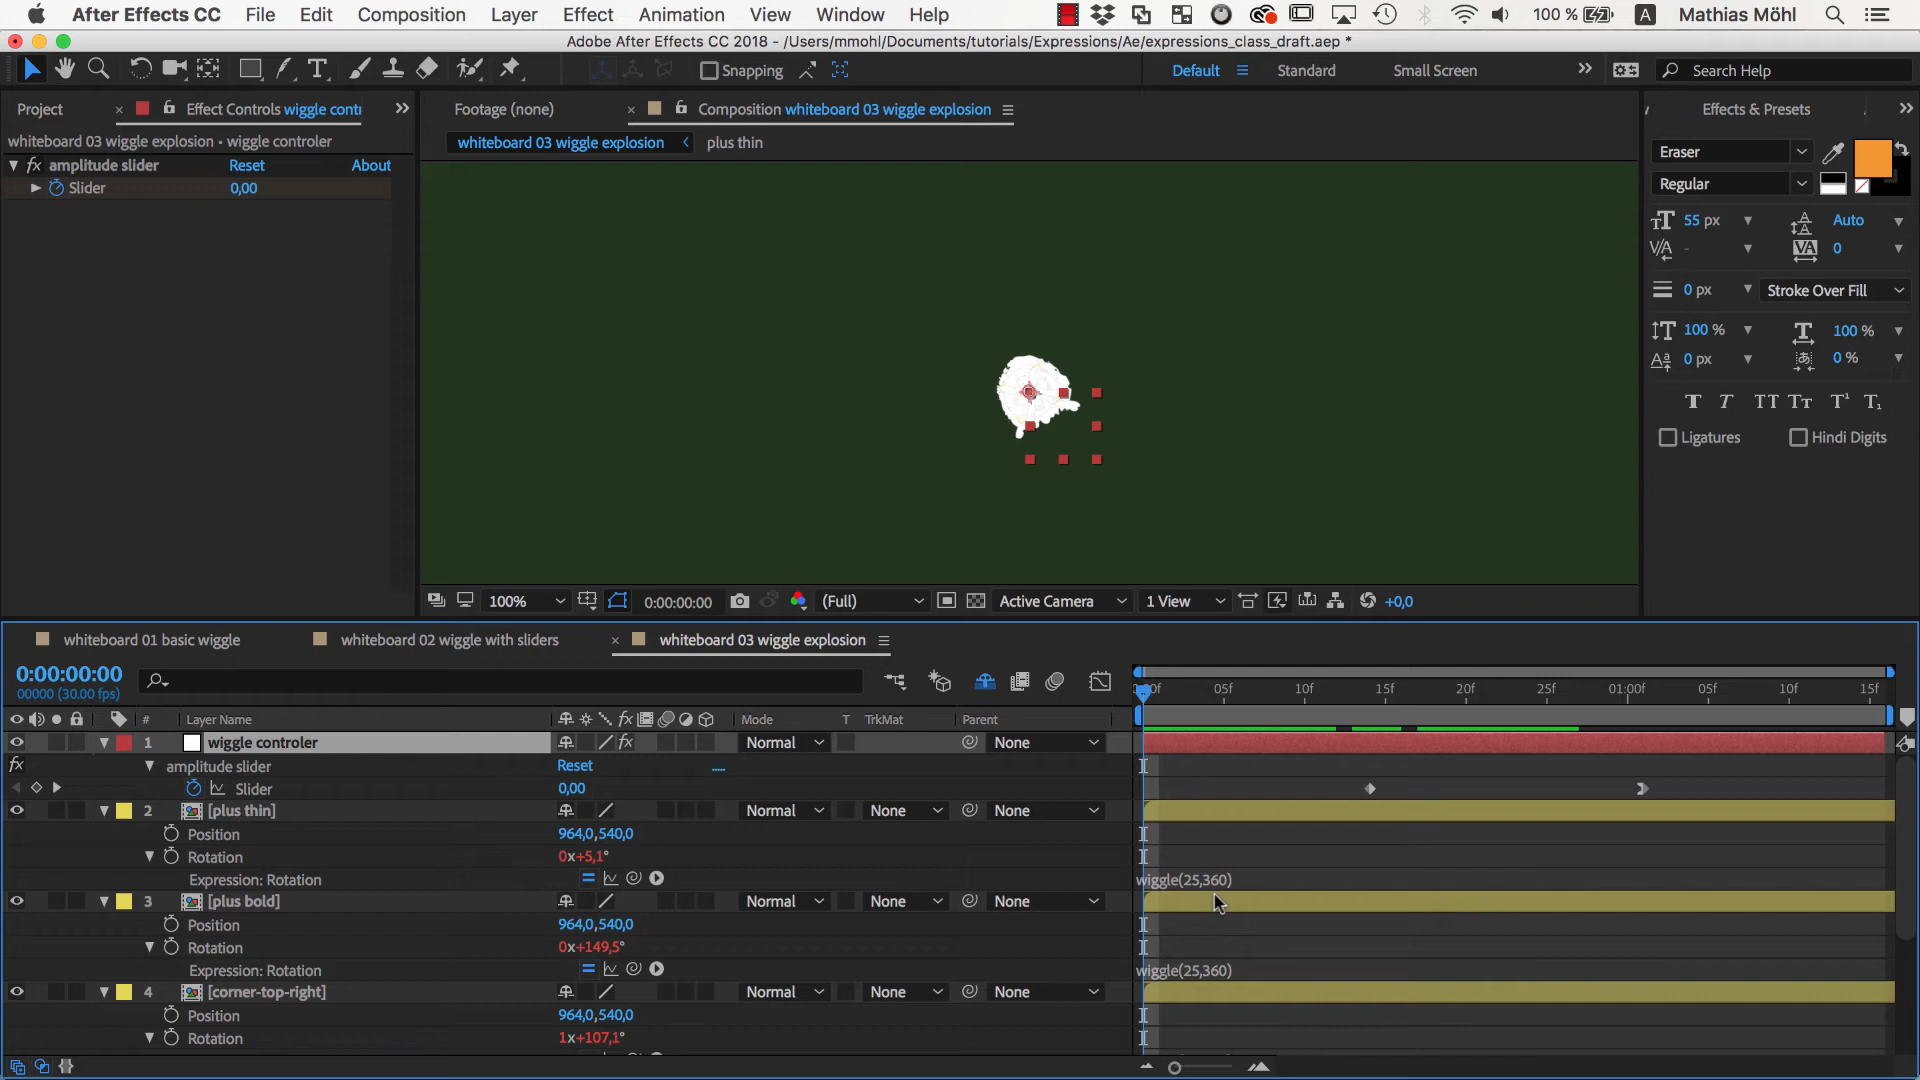 After Effects CC File Edit Composition Layer Effect Animation View Window Help 100 % A Mathias Möhl
Adobe After Effects CC 2018 - /Users/mmohl/Documents/tutorials/Expressions/Ae/expressions_class_draft.aep *
Snapping Default Standard Small Screen Search Help
Project Effect Controls wiggle conti Footage (none) Composition whiteboard 03 wiggle explosion Effects & Presets
whiteboard 03 wiggle explosion • wiggle controler whiteboard 03 wiggle explosion plus thin
fx amplitude slider Reset About
Slider 0,00
Eraser
Regular
55 px Auto
- 0
0 px Stroke Over Fill
100 % 100 %
0 px 0 %
T T TT Tt T¹ T₁
Ligatures Hindi Digits
100% 0:00:00:00 (Full) Active Camera 1 View +0,0
whiteboard 01 basic wiggle whiteboard 02 wiggle with sliders whiteboard 03 wiggle explosion
0:00:00:00
00000 (30.00 fps)
05f 10f 15f 20f 25f 01:00f 05f 10f 15f
# Layer Name fx Mode T TrkMat Parent
1 wiggle controler fx Normal None
fx amplitude slider Reset
Slider 0,00
2 [plus thin] Normal None None
Position 964,0,540,0
Rotation 0x+5,1°
Expression: Rotation wiggle(25,360)
3 [plus bold] Normal None None
Position 964,0,540,0
Rotation 0x+149,5°
Expression: Rotation wiggle(25,360)
4 [corner-top-right] Normal None None
Position 964,0,540,0
Rotation 1x+107,1°